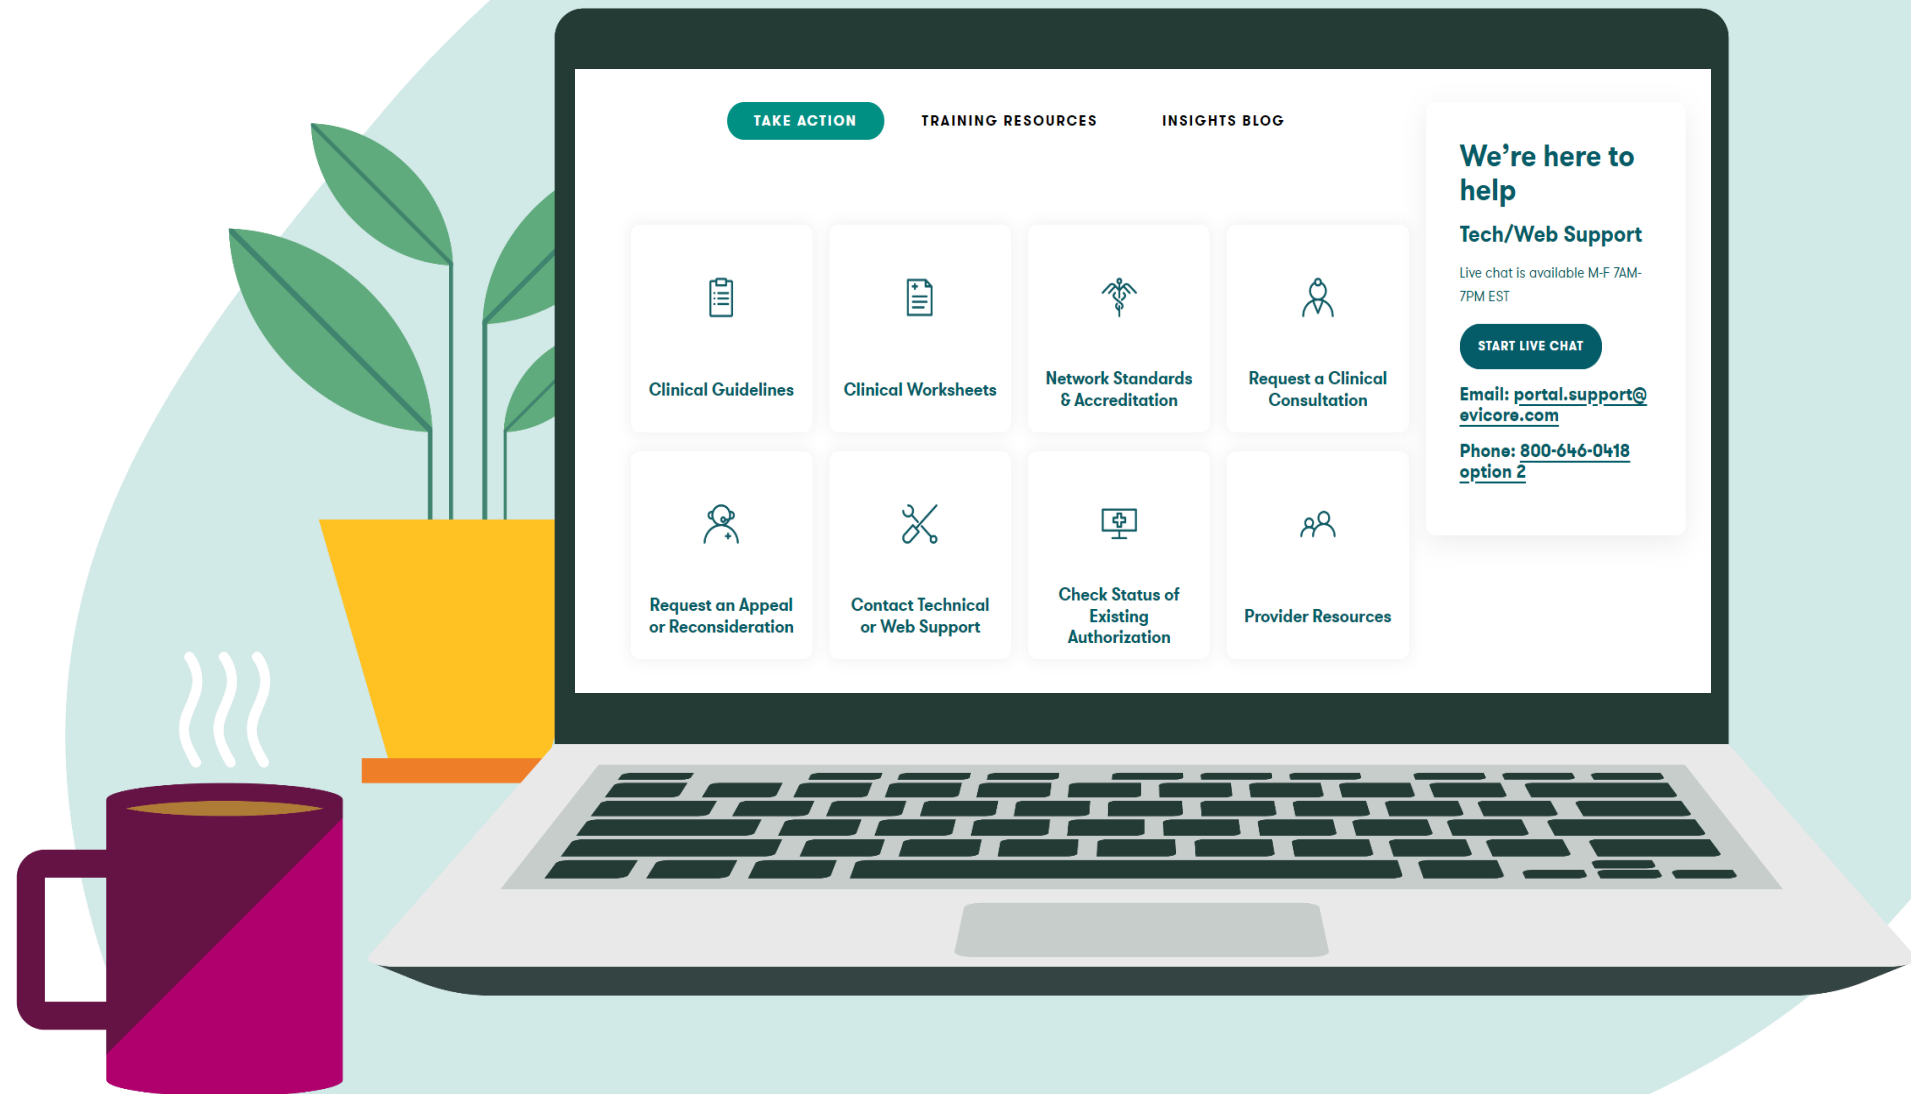 TAKE ACTION
TRAINING RESOURCES
INSIGHTS BLOG
Clinical Guidelines
Clinical Worksheets
Network Standards
& Accreditation
Request a Clinical
Consultation
Request an Appeal
or Reconsideration
Contact Technical
or Web Support
Check Status of
Existing
Authorization
Provider Resources
We’re here to
help
Tech/Web Support
Live chat is available M-F 7AM-
7PM EST
START LIVE CHAT
Email: portal.support@
evicore.com
Phone: 800-646-0418
option 2